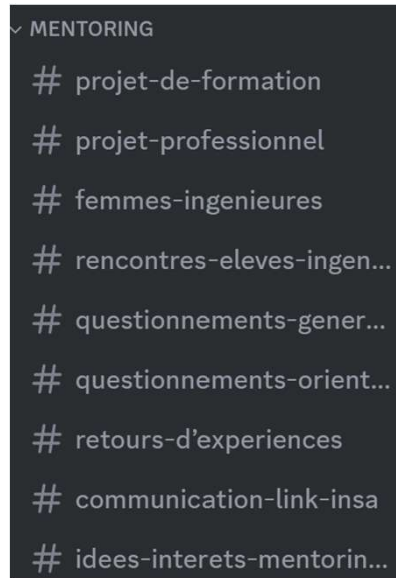 MENTORING
# projet-de-formation
# projet-professionnel
# femmes-ingenieures
# rencontres-eleves-ingen...
# questionnements-gener...
# questionnements-orient...
# retours-d’experiences
# communication-link-insa
# idees-interets-mentorin...